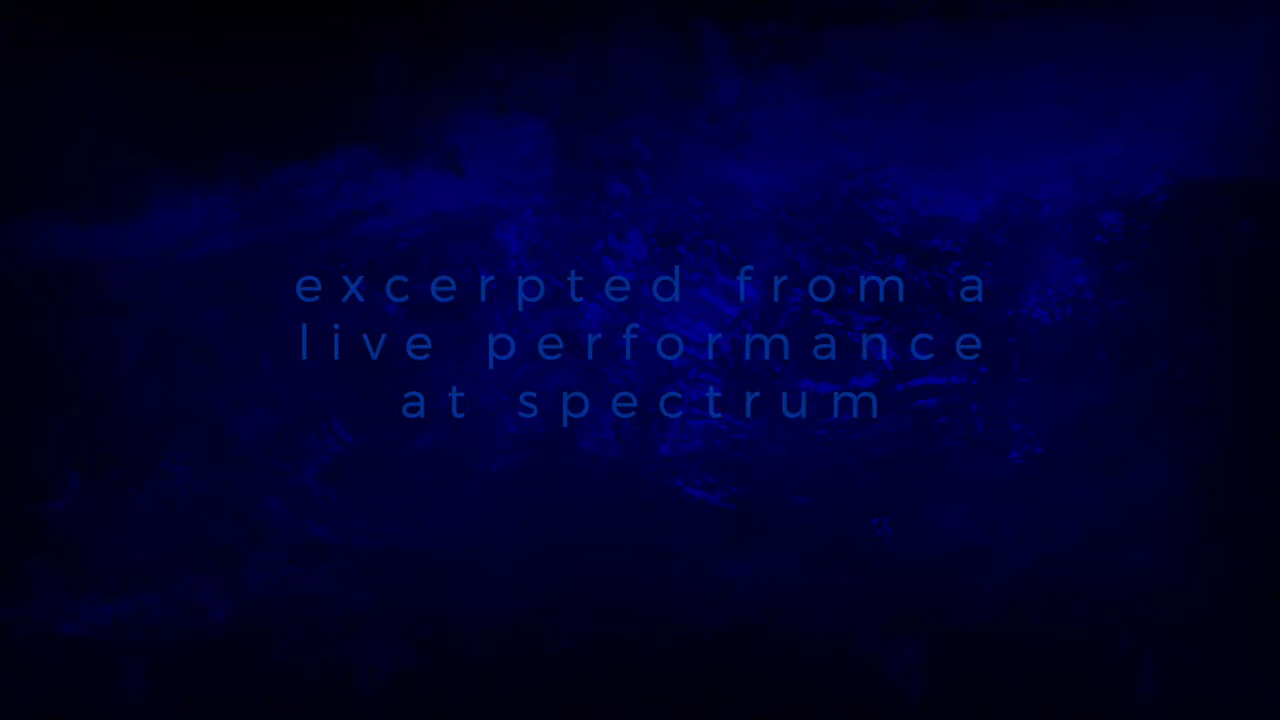 excerpted from a
live performance
at spectrum